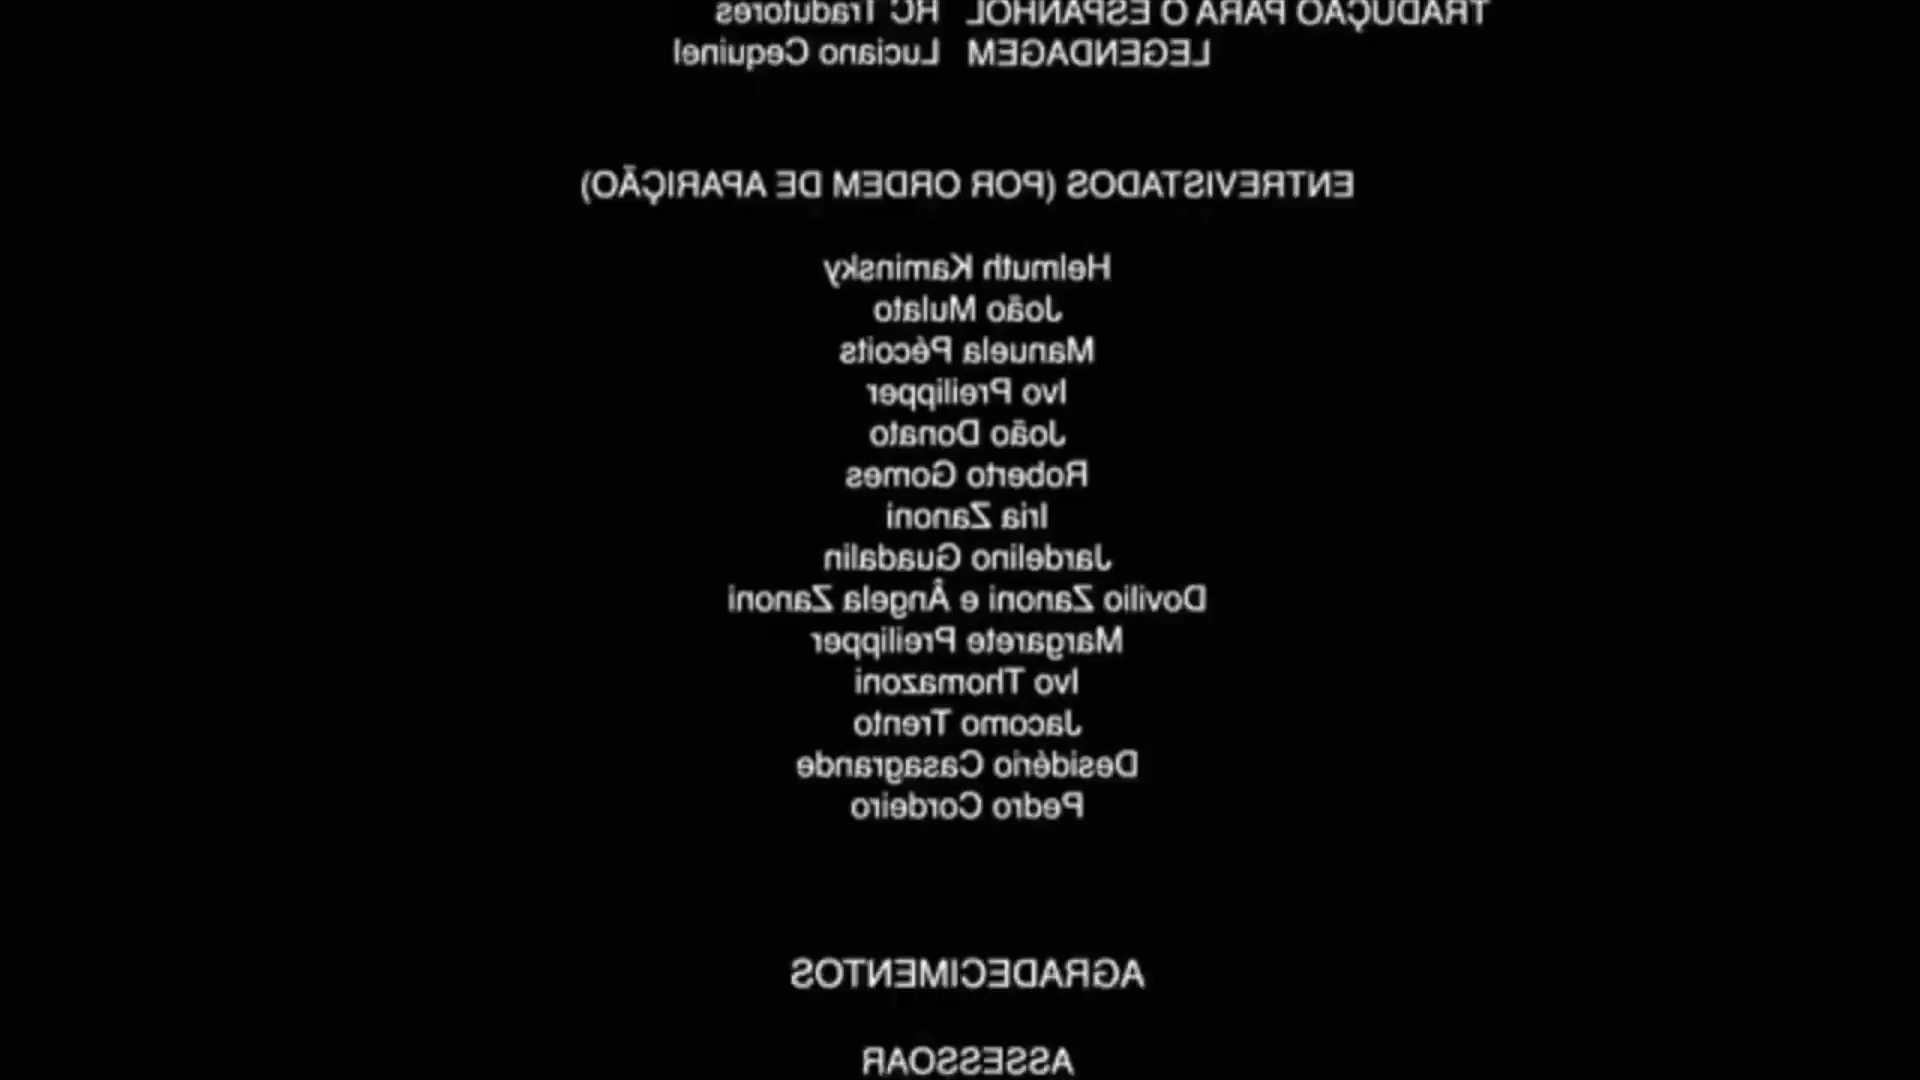 TRADUÇÃO PARA O ESPANHOL RC Tradutores
LEGENDAGEM Luciano Cequinel
ENTREVISTADOS (POR ORDEM DE APARIÇÃO)
Helmuth Kaminsky
João Mulato
Manuela Pécoits
Ivo Preilipper
João Donato
Roberto Gomes
Iria Zanoni
Jardelino Guadalin
Dovilio Zanoni e Ângela Zanoni
Margarete Preilipper
Ivo Thomazoni
Jacomo Trento
Desidério Casagrande
Pedro Cordeiro
AGRADECIMENTOS
ASSESSOAR